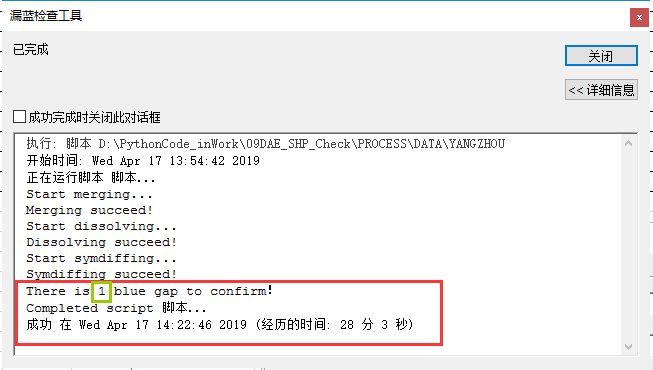 漏蓝检查工具
x
已完成
关闭
<< 详细信息
成功完成时关闭此对话框
执行: 脚本 D:\PythonCode_inWork\09DAE_SHP_Check\PROCESS\DATA\YANGZHOU
开始时间: Wed Apr 17 13:54:42 2019
正在运行脚本 脚本...
Start merging...
Merging succeed!
Start dissolving...
Dissolving succeed!
Start symdiffing...
Symdiffing succeed!
There is 1 blue gap to confirm!
Completed script 脚本...
成功 在 Wed Apr 17 14:22:46 2019 (经历的时间: 28 分 3 秒)